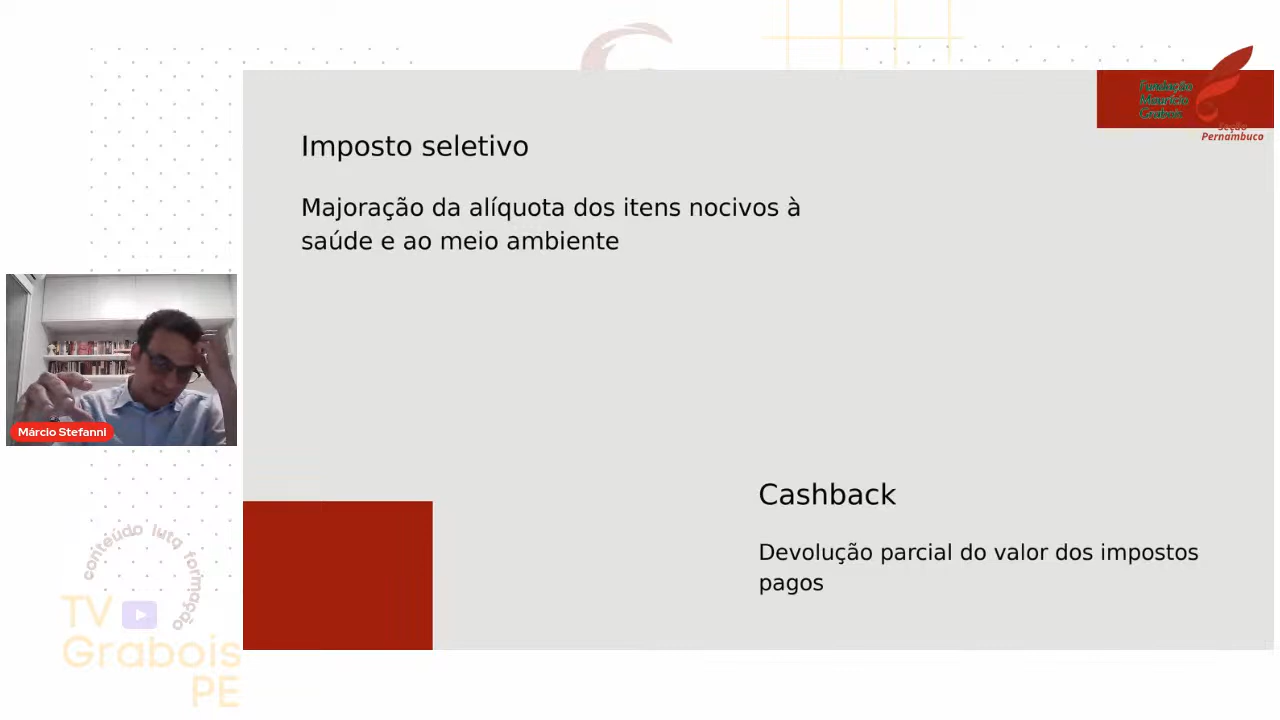 Fundação
Maurício
Grabois
Seção
Pernambuco
Imposto seletivo
Majoração da alíquota dos itens nocivos à
saúde e ao meio ambiente
Márcio Stefanni
Cashback
Devolução parcial do valor dos impostos
pagos
conteúdo luta formação
TV
Grabois
PE